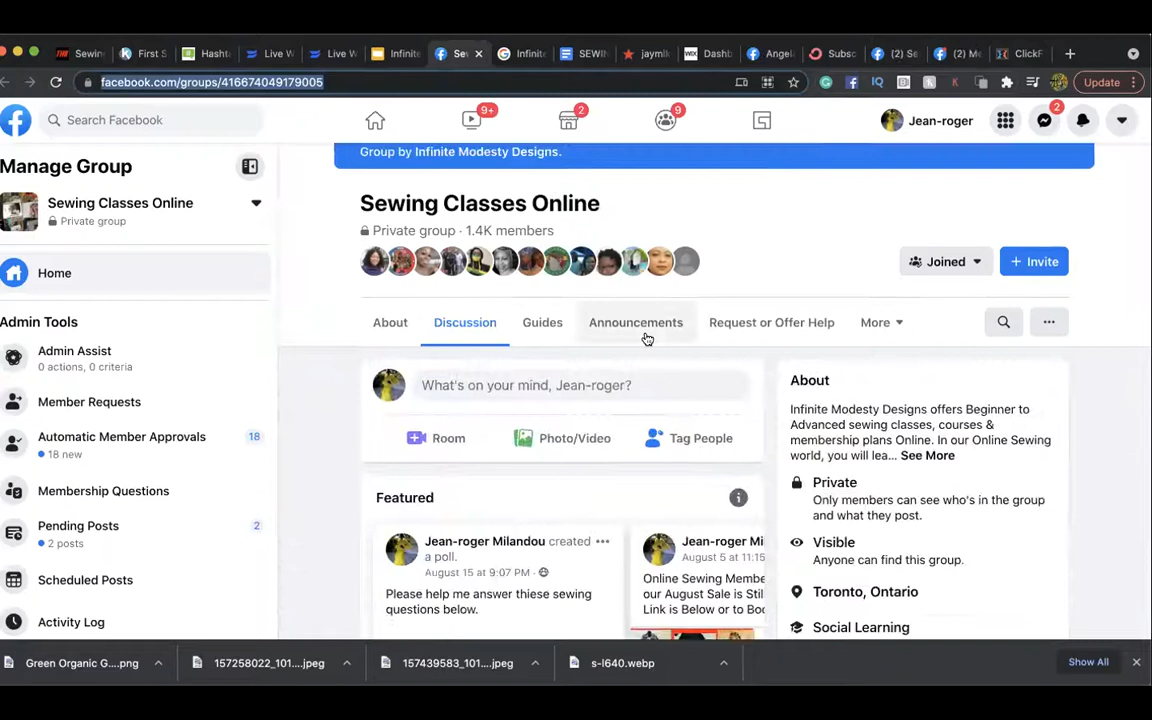 Sewin
First S
Hashta
Live W
Live W
Infinite
Sew
Infinite
SEWIN
jaymlk
WIX Dashb
Angela
Subsc
(2) Se
(2) Me
ClickF
facebook.com/groups/416674049179005
Update
Search Facebook
9+
2
9
Jean-roger
2
Manage Group
Sewing Classes Online
Private group
Home
Admin Tools
Admin Assist
0 actions, 0 criteria
Member Requests
Automatic Member Approvals 18
18 new
Membership Questions
Pending Posts 2
2 posts
Scheduled Posts
Activity Log
Group by Infinite Modesty Designs.
Sewing Classes Online
Private group · 1.4K members
Joined
+ Invite
About Discussion Guides Announcements Request or Offer Help More
What's on your mind, Jean-roger?
Room Photo/Video Tag People
Featured
Jean-roger Milandou created
a poll.
August 15 at 9:07 PM ·
Please help me answer thiese sewing
questions below.
Jean-roger Mi
August 5 at 11:15
Online Sewing Membe
our August Sale is Still
Link is Below or to Boo
About
Infinite Modesty Designs offers Beginner to
Advanced sewing classes, courses &
membership plans Online. In our Online Sewing
world, you will lea... See More
Private
Only members can see who's in the group
and what they post.
Visible
Anyone can find this group.
Toronto, Ontario
Social Learning
Green Organic G....png
157258022_101....jpeg
157439583_101....jpeg
s-l640.webp
Show All